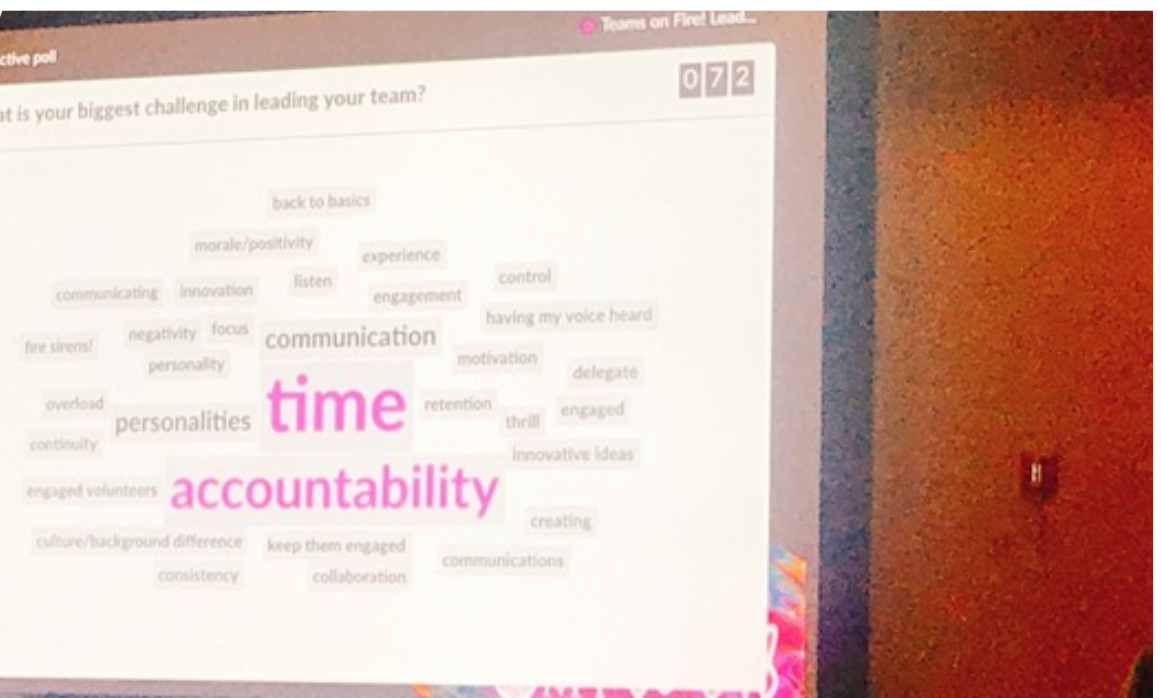 Teams on Fire! Lead...
ctive poll
at is your biggest challenge in leading your team?
072
back to basics
morale/positivity
experience
communicating innovation listen engagement control
having my voice heard
fire sirens! negativity focus communication
personality motivation delegate
overload personalities time retention thrill engaged
continuity
innovative ideas
engaged volunteers accountability
creating
culture/background difference keep them engaged communications
consistency collaboration